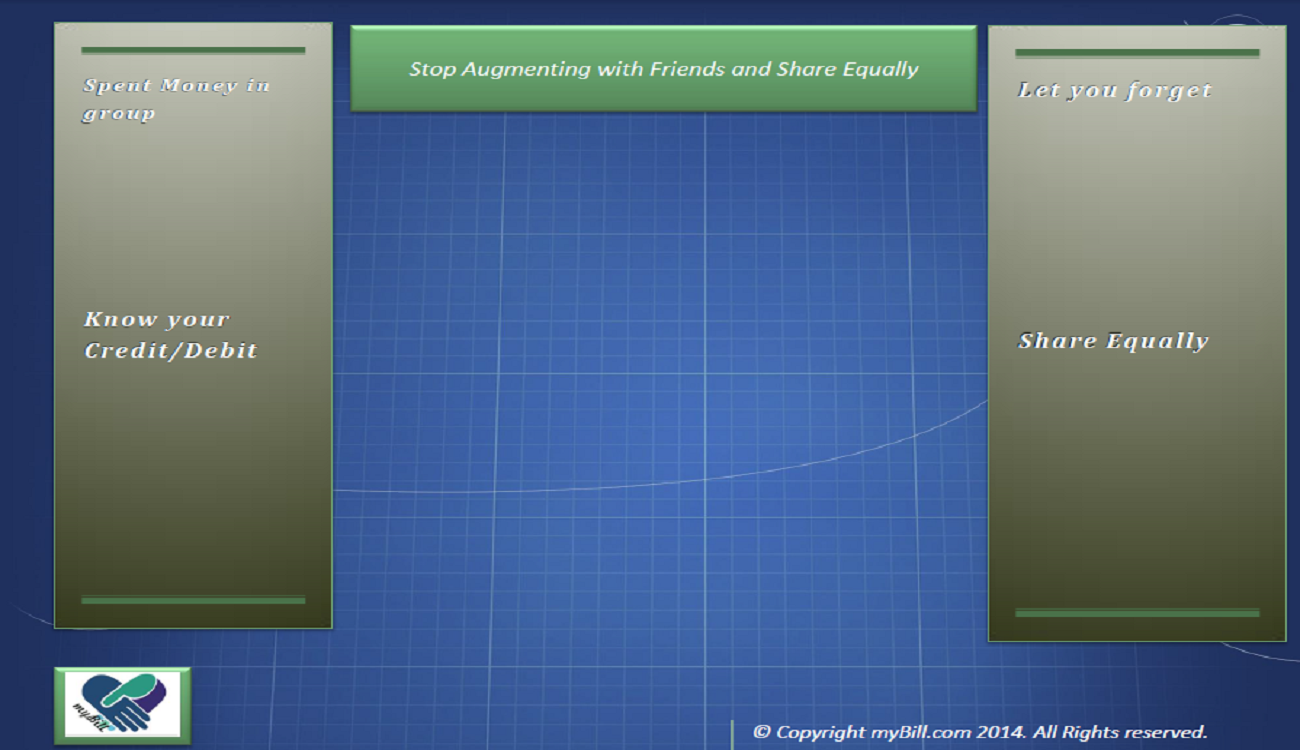 Stop Augmenting with Friends and Share Equally
Spent Money in
group
Know your
Credit/Debit
Let you forget
Share Equally
myBill
© Copyright myBill.com 2014. All Rights reserved.